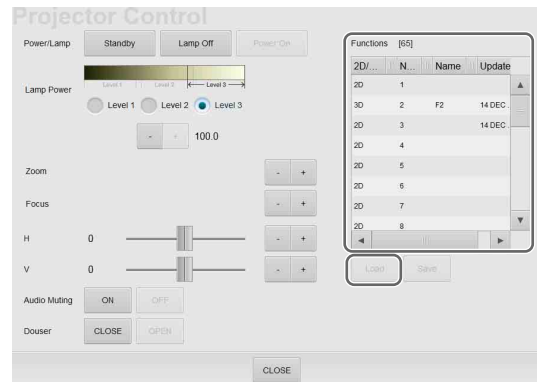 Projector Control
Power/Lamp Standby Lamp Off Power On
Level 1 Level 2 Level 3
Lamp Power
Level 1 Level 2 Level 3
- + 100.0
Zoom - +
Focus - +
H 0 - +
V 0 - +
Audio Muting ON OFF
Douser CLOSE OPEN
Functions [65]
2D/... N... Name Update
2D 1
3D 2 F2 14 DEC .
2D 3 14 DEC .
2D 4
2D 5
2D 6
2D 7
2D 8
Load Save
CLOSE